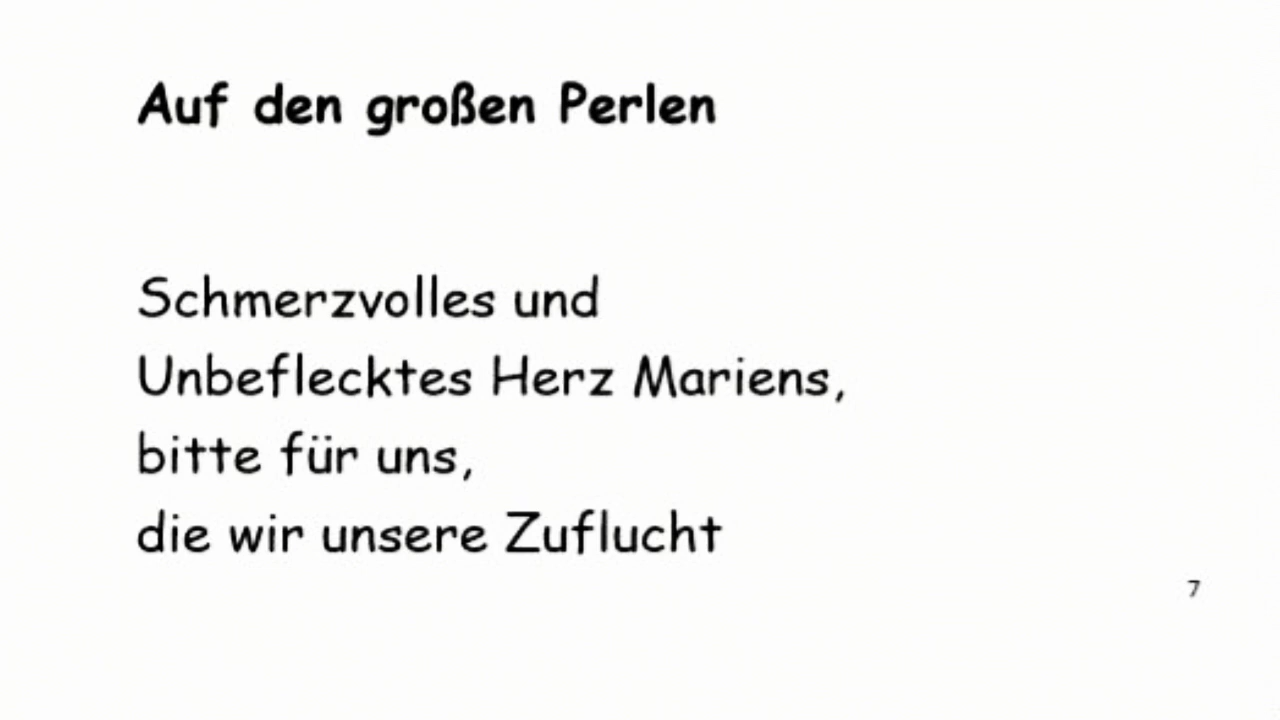 Auf den großen Perlen
Schmerzvolles und
Unbeflecktes Herz Mariens,
bitte für uns,
die wir unsere Zuflucht
7